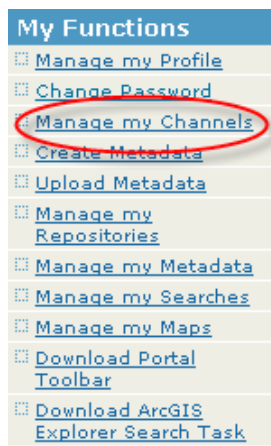 My Functions
Manage my Profile
Change Password
Manage my Channels
Create Metadata
Upload Metadata
Manage my
Repositories
Manage my Metadata
Manage my Searches
Manage my Maps
Download Portal
Toolbar
Download ArcGIS
Explorer Search Task